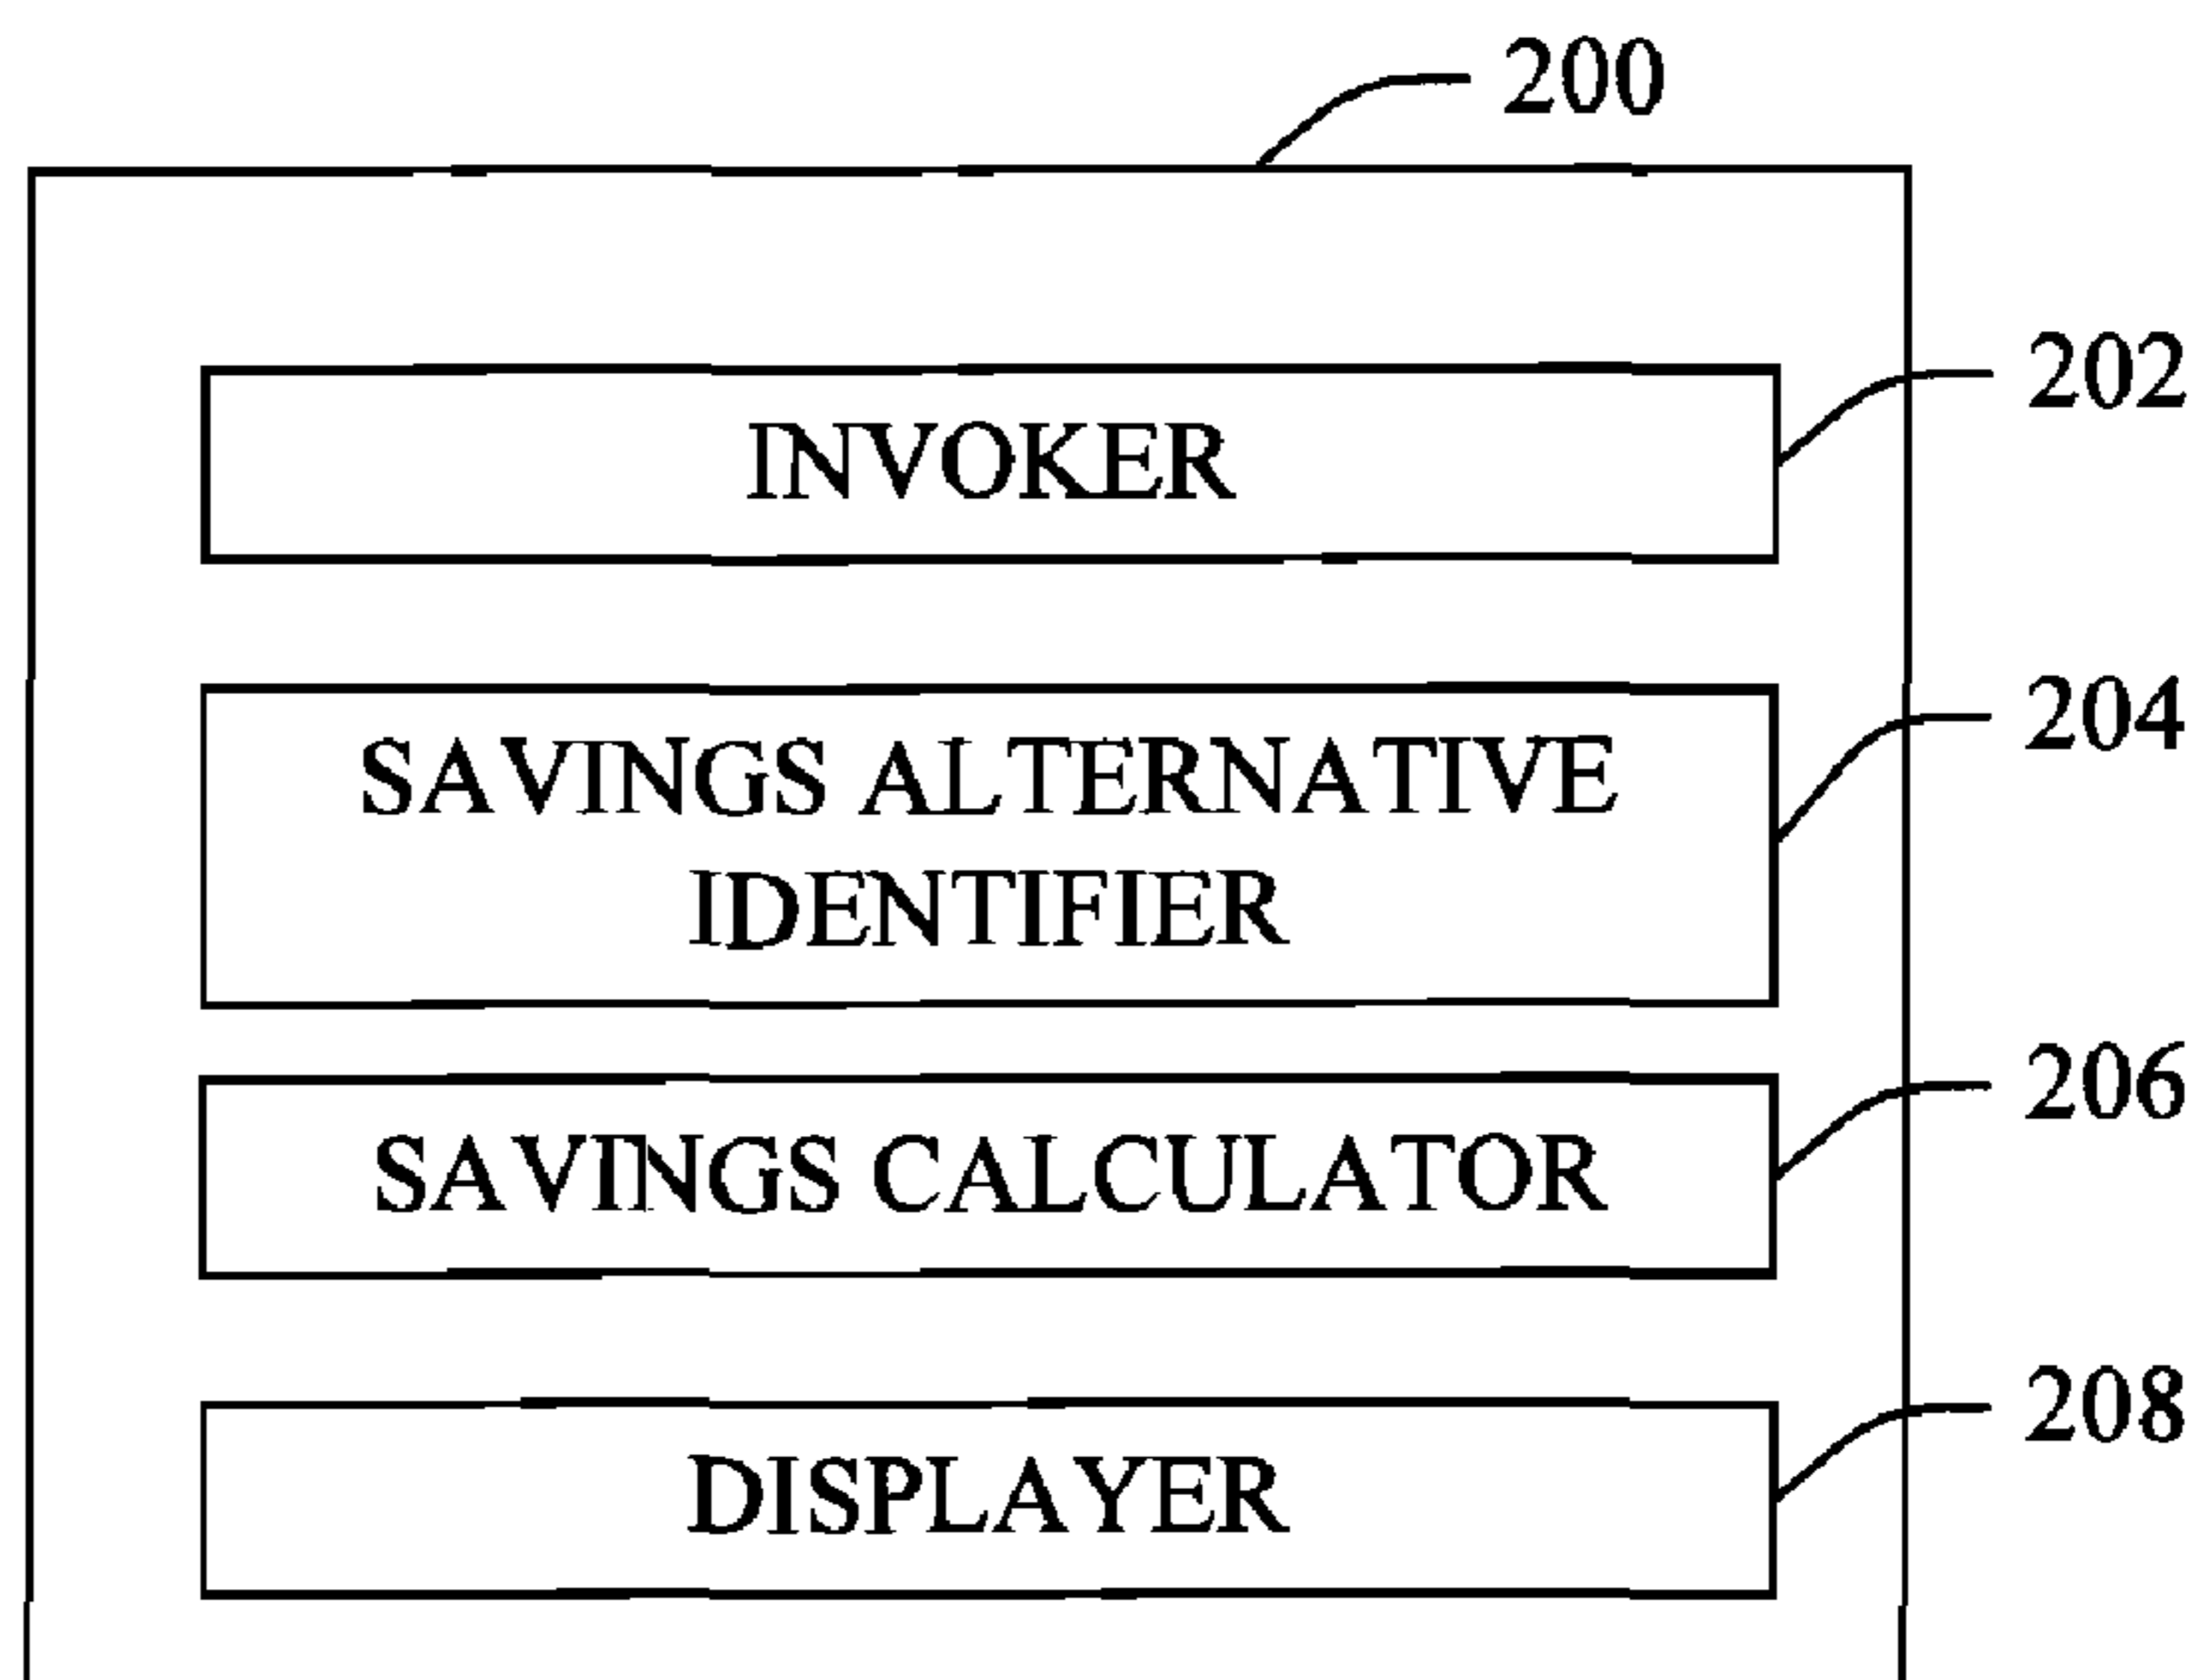 200
INVOKER
202
SAVINGS ALTERNATIVE
IDENTIFIER
204
SAVINGS CALCULATOR
206
DISPLAYER
208